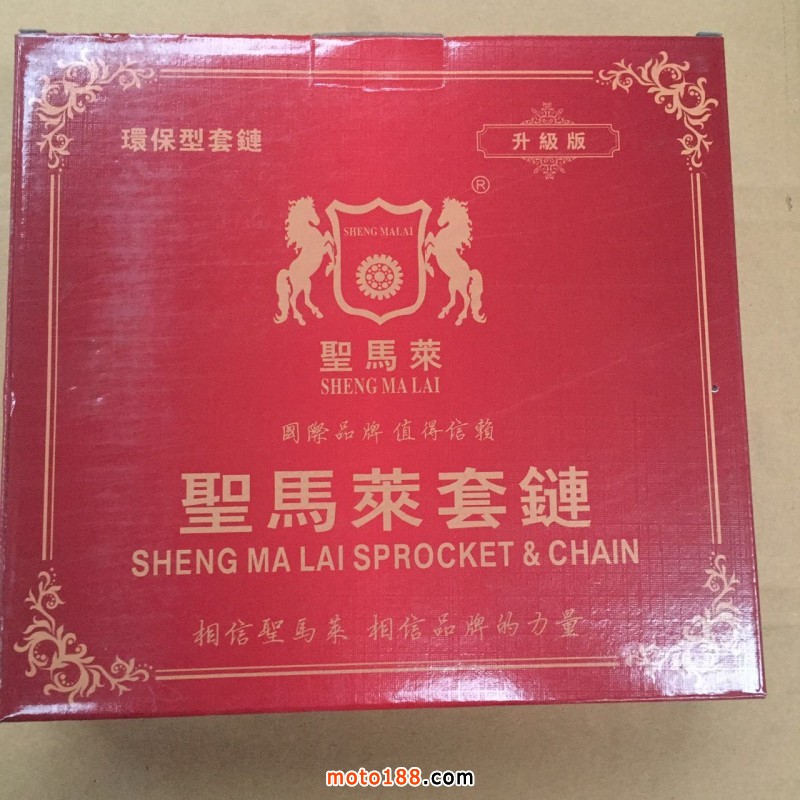 環保型套鏈
升級版
®
SHENG MALAI
聖馬萊
SHENG MA LAI
國際品牌 值得信賴
聖馬萊套鏈
SHENG MA LAI SPROCKET & CHAIN
相信聖馬萊 相信品牌的力量
moto188.com